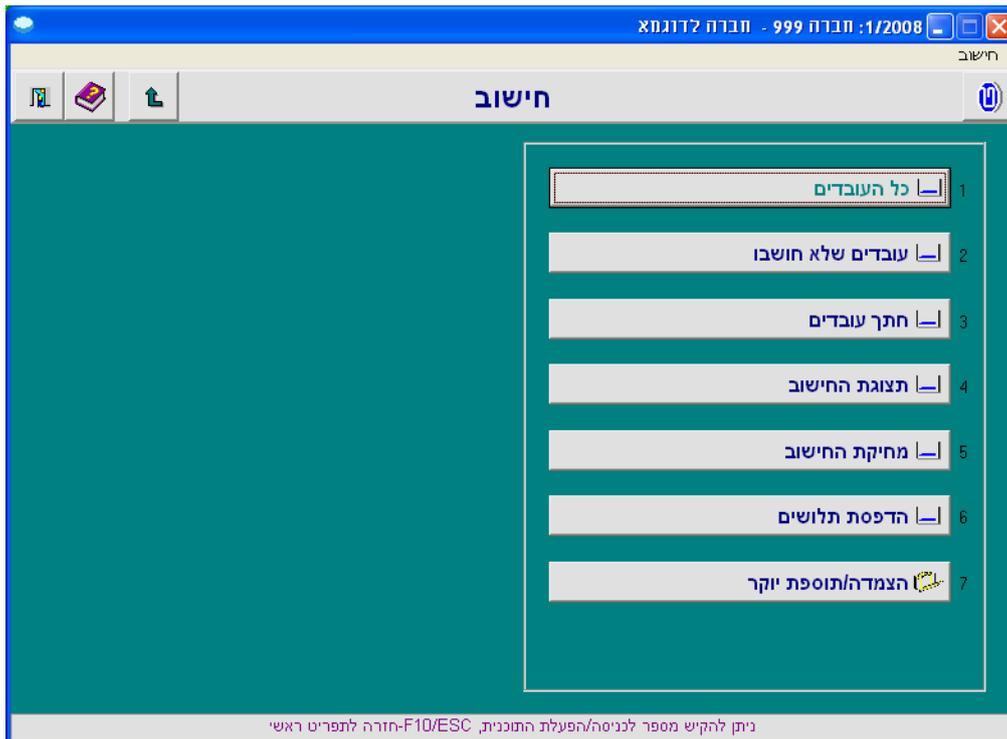 1/2008: חברה 999 - חברה לדוגמא
חישוב
חישוב
1 כל העובדים
2 עובדים שלא חושבו
3 חתך עובדים
4 תצוגת החישוב
5 מחיקת החישוב
6 הדפסת תלושים
7 הצמדה/תוספת יוקר
ניתן להקיש מספר לכניסה/הפעלת התוכנית, F10/ESC-חזרה לתפריט ראשי